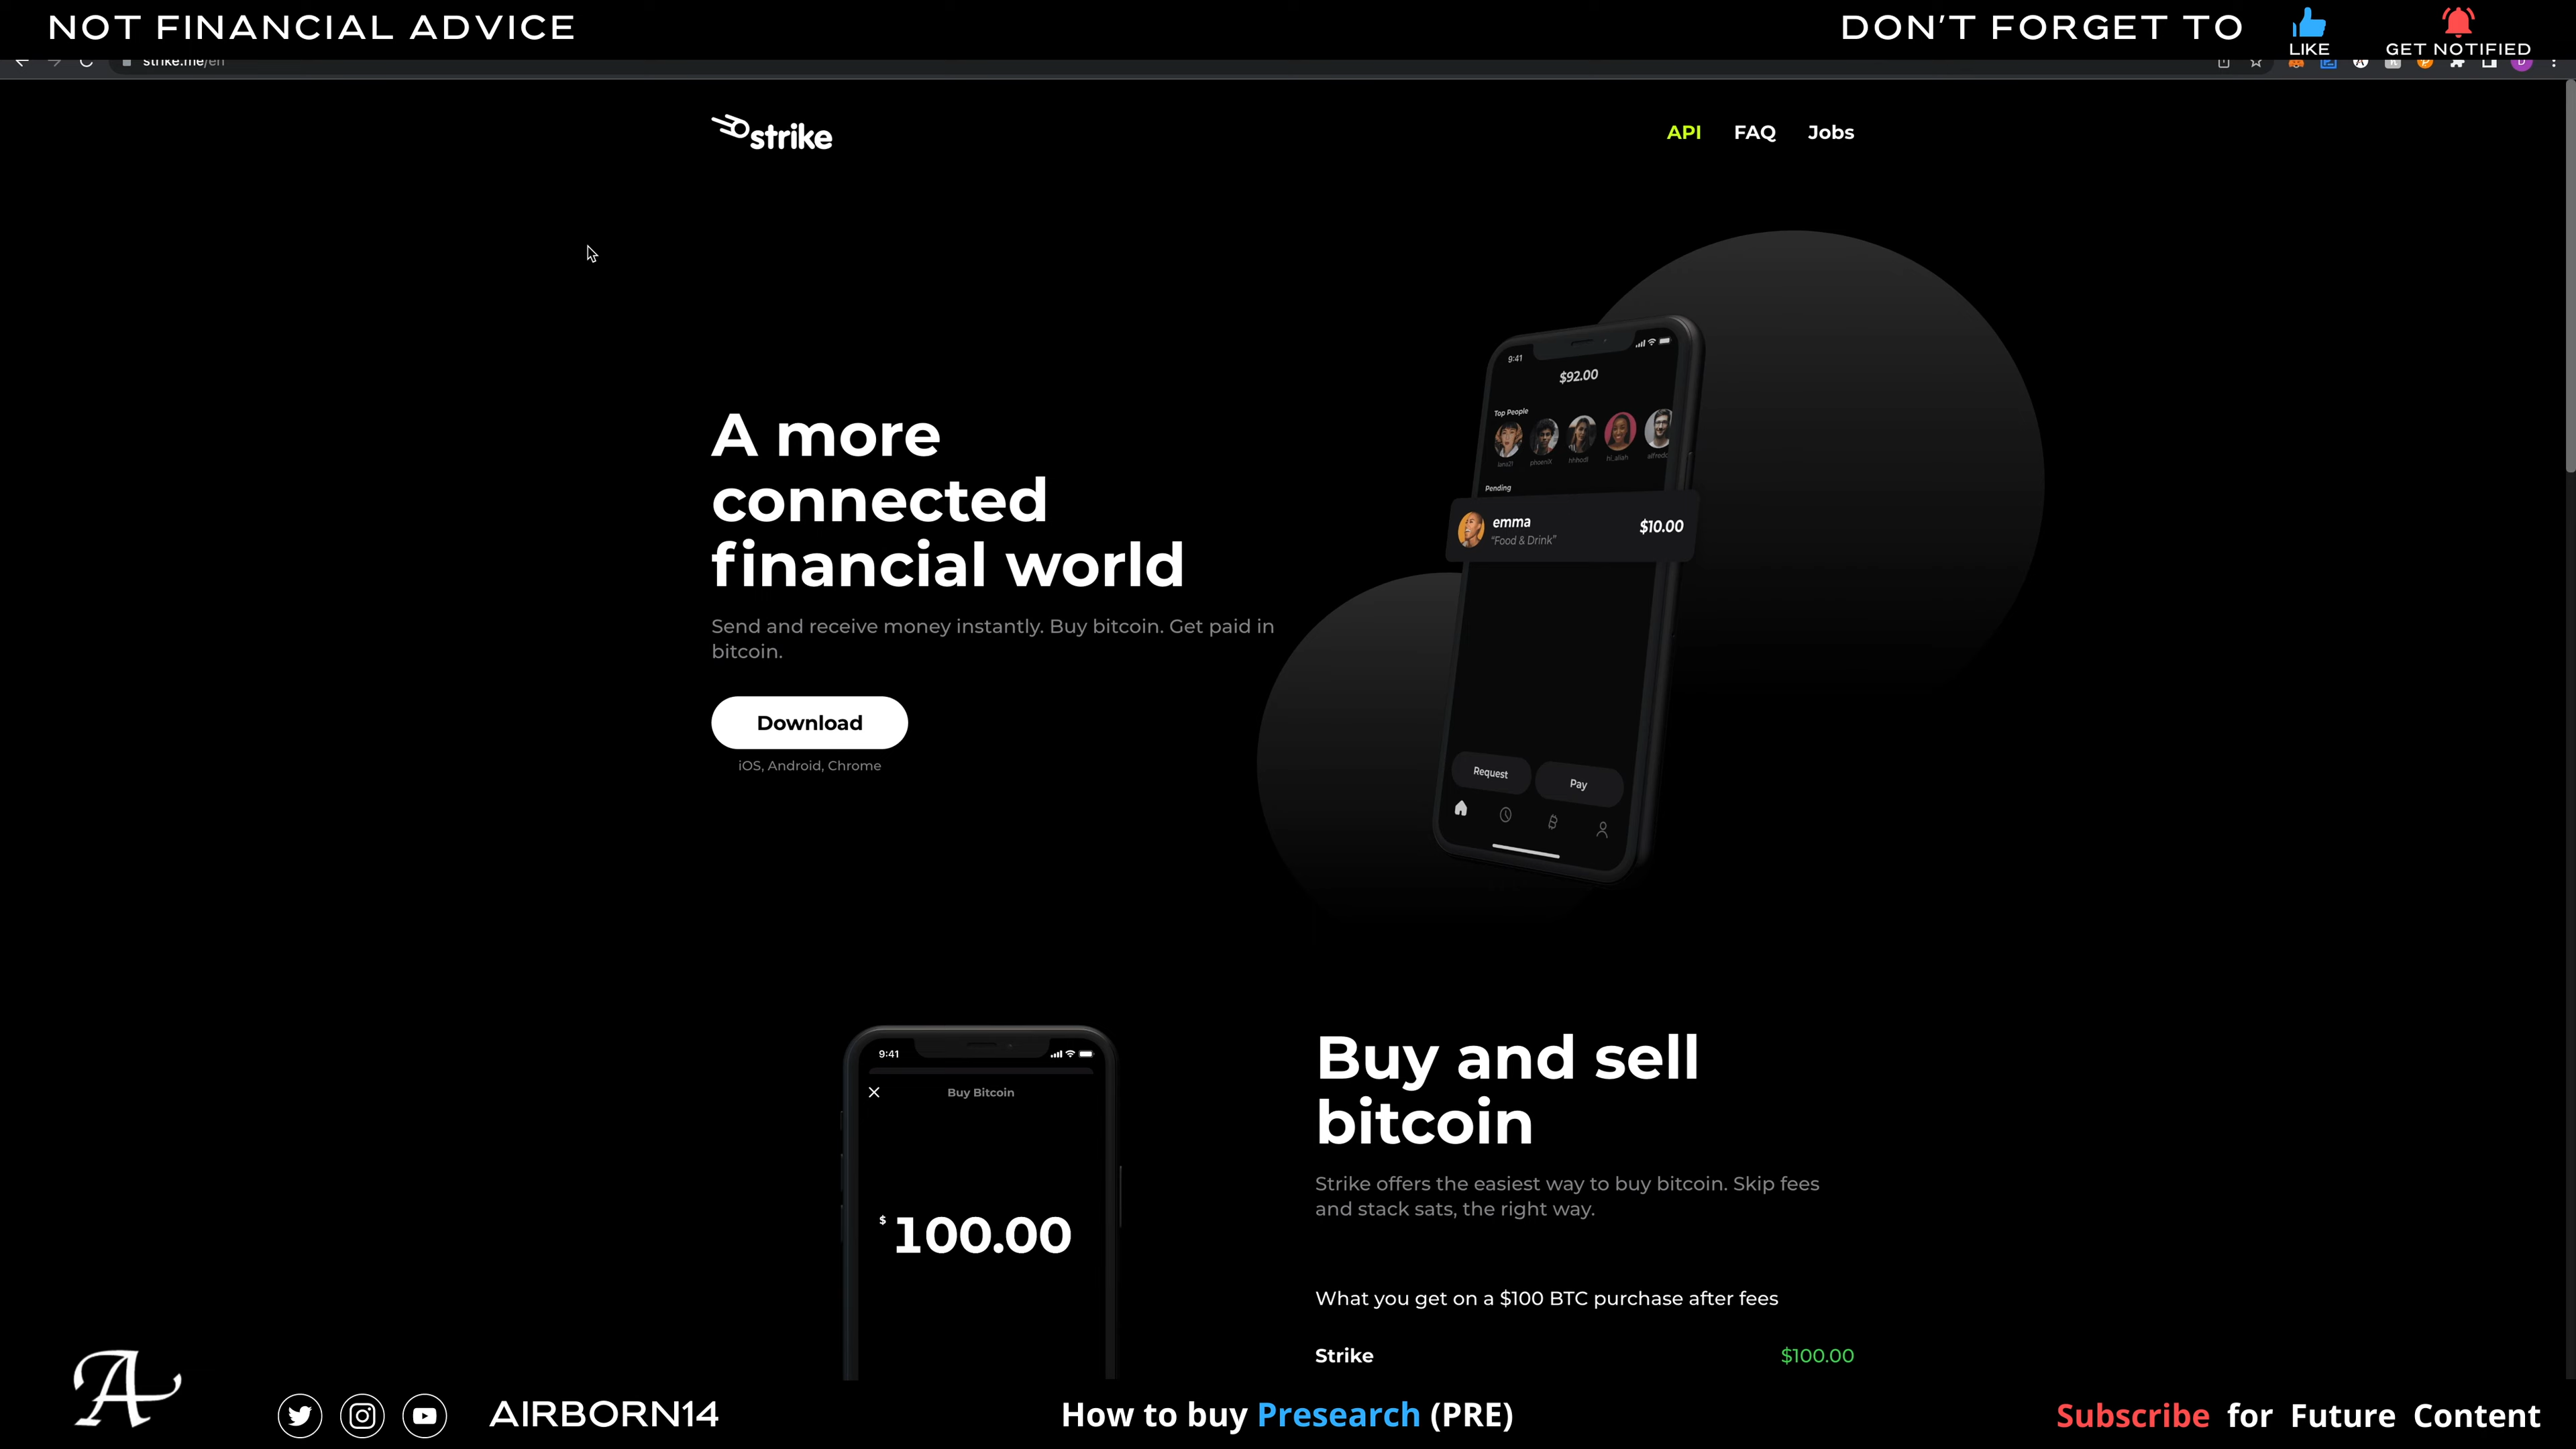 NOT FINANCIAL ADVICE
DON'T FORGET TO
LIKE
GET NOTIFIED
strike.me/en
strike
API FAQ Jobs
A more
connected
financial world
Send and receive money instantly. Buy bitcoin. Get paid in
bitcoin.
Download
iOS, Android, Chrome
9:41
$92.00
Top People
hi_aliah
Pending
emma
$10.00
"Food & Drink"
Request
Pay
9:41
Buy Bitcoin
$ 100.00
Buy and sell
bitcoin
Strike offers the easiest way to buy bitcoin. Skip fees
and stack sats, the right way.
What you get on a $100 BTC purchase after fees
Strike $100.00
A
AIRBORN14
How to buy Presearch (PRE)
Subscribe for Future Content